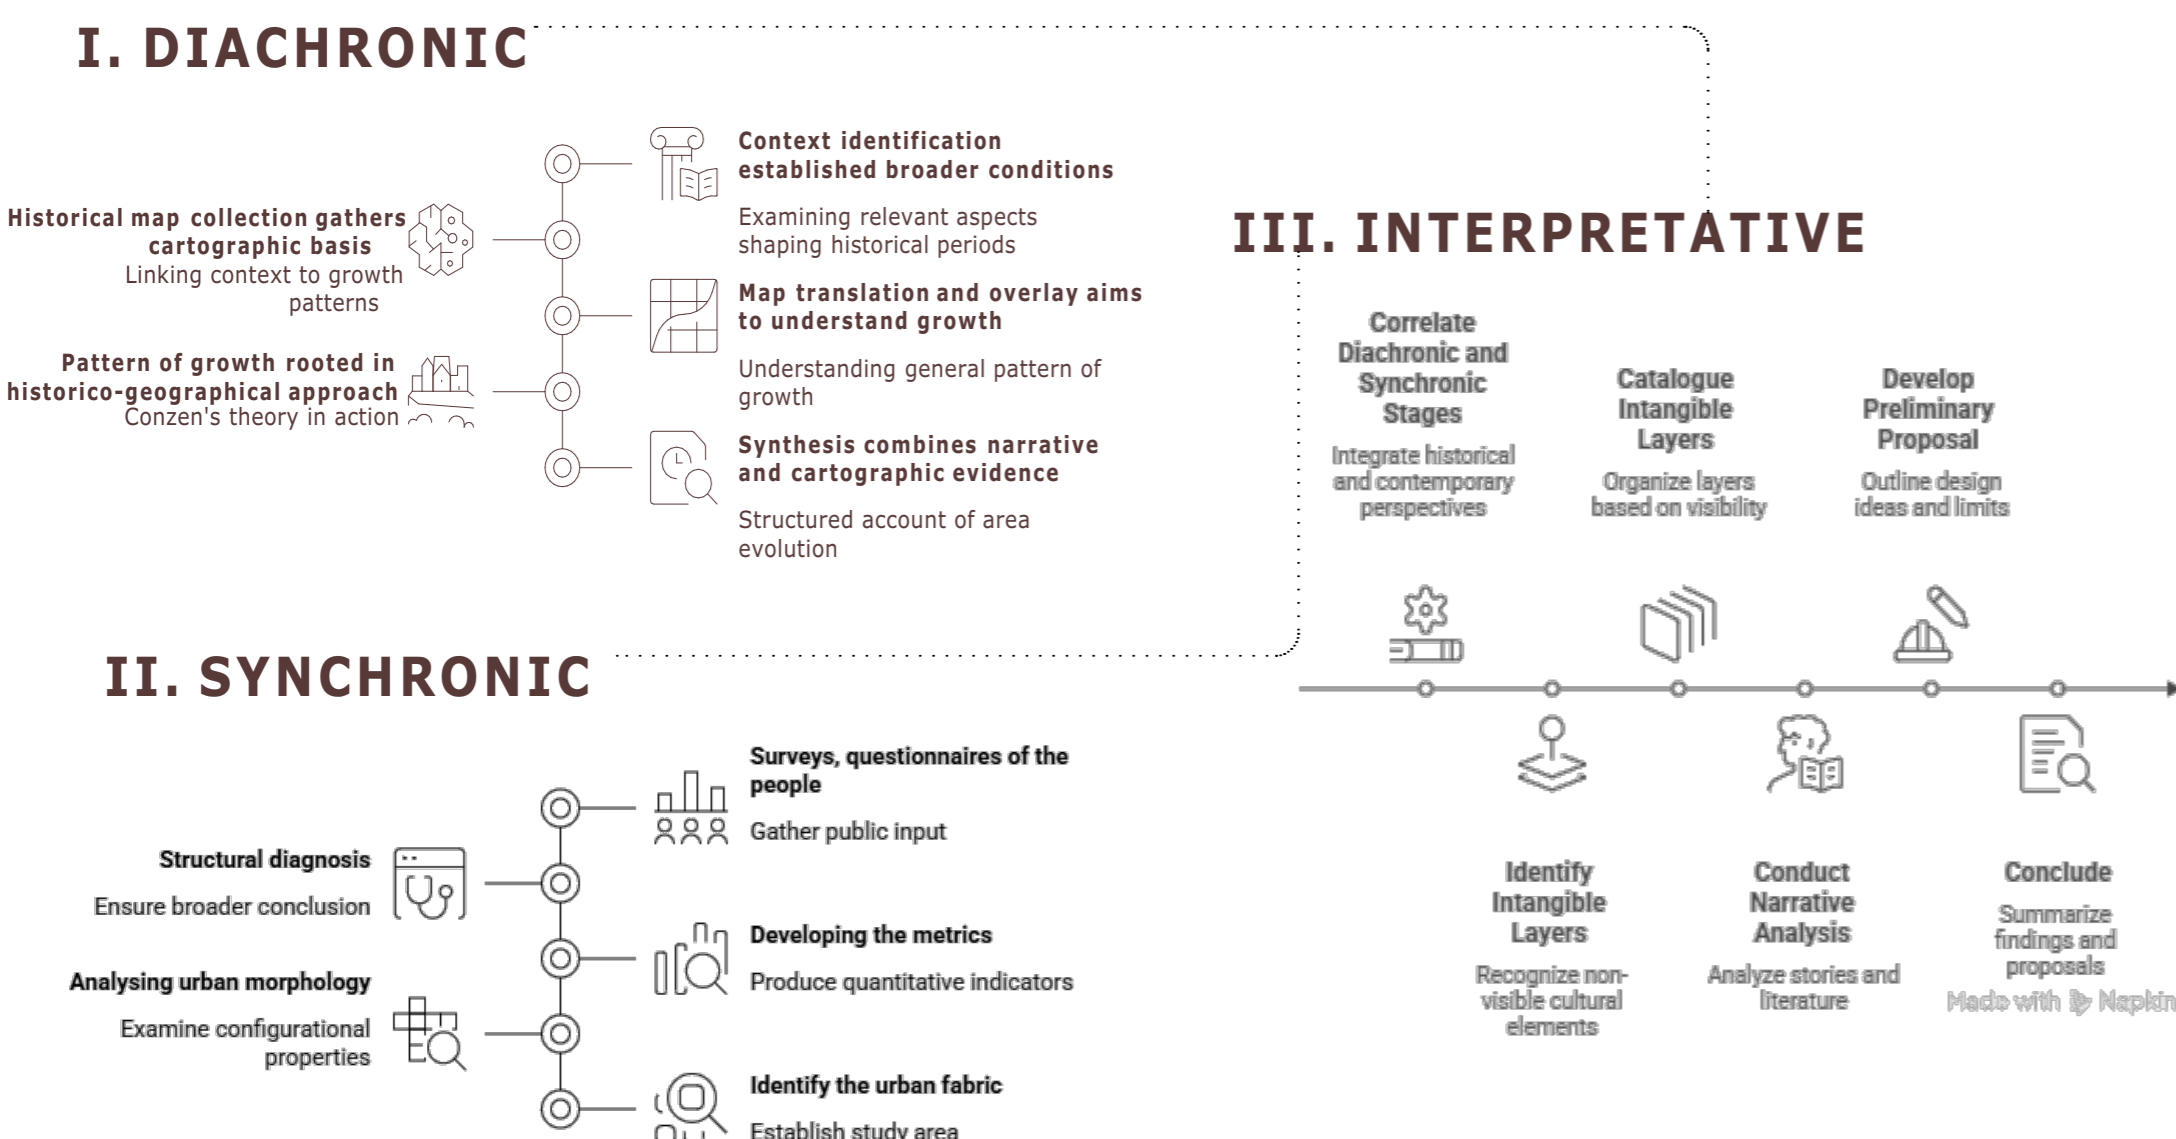 I. DIACHRONIC
Context identification
established broader conditions
Examining relevant aspects
shaping historical periods
Historical map collection gathers
cartographic basis
Linking context to growth
patterns
Map translation and overlay aims
to understand growth
Understanding general pattern of
growth
Pattern of growth rooted in
historico-geographical approach
Conzen's theory in action
Synthesis combines narrative
and cartographic evidence
Structured account of area
evolution
II. SYNCHRONIC
Surveys, questionnaires of the
people
Gather public input
Structural diagnosis
Ensure broader conclusion
Developing the metrics
Produce quantitative indicators
Analysing urban morphology
Examine configurational
properties
Identify the urban fabric
Establish study area
III. INTERPRETATIVE
Correlate
Diachronic and
Synchronic
Stages
Integrate historical
and contemporary
perspectives
Identify
Intangible
Layers
Recognize non-
visible cultural
elements
Catalogue
Intangible
Layers
Organize layers
based on visibility
Conduct
Narrative
Analysis
Analyze stories and
literature
Develop
Preliminary
Proposal
Outline design
ideas and limits
Conclude
Summarize
findings and
proposals
Made with Napkin